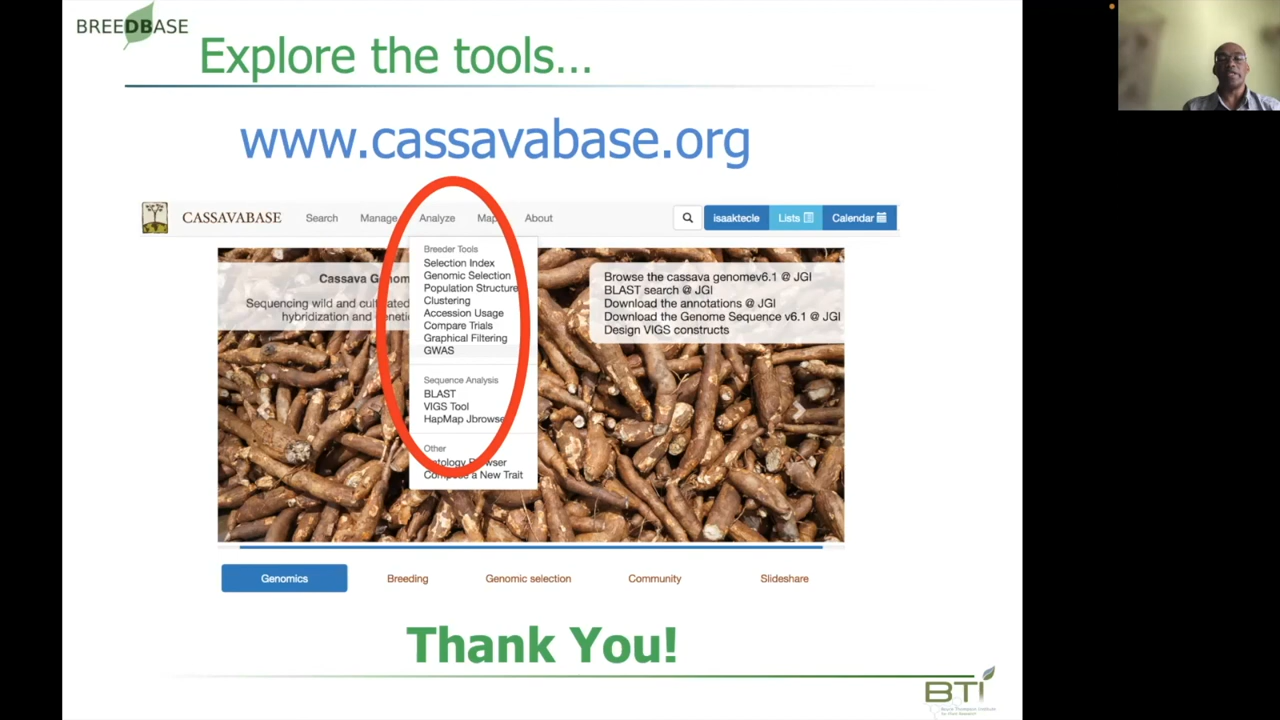 BREEDBASE
Explore the tools...
www.cassavabase.org
CASSAVABASE Search Manage Analyze Map About isaaktecle Lists Calendar
Breeder Tools
Selection Index
Genomic Selection
Population Structure
Clustering
Accession Usage
Compare Trials
Graphical Filtering
GWAS
Sequence Analysis
BLAST
VIGS Tool
HapMap Jbrowse
Other
Browser
a New Trait
Cassava Genom
Sequencing wild and cultivated
hybridization and
Browse the cassava genomev6.1 @ JGI
BLAST search @ JGI
Download the annotations @ JGI
Download the Genome Sequence v6.1 @ JGI
Design VIGS constructs
Genomics Breeding Genomic selection Community Slideshare
Thank You!
BTI